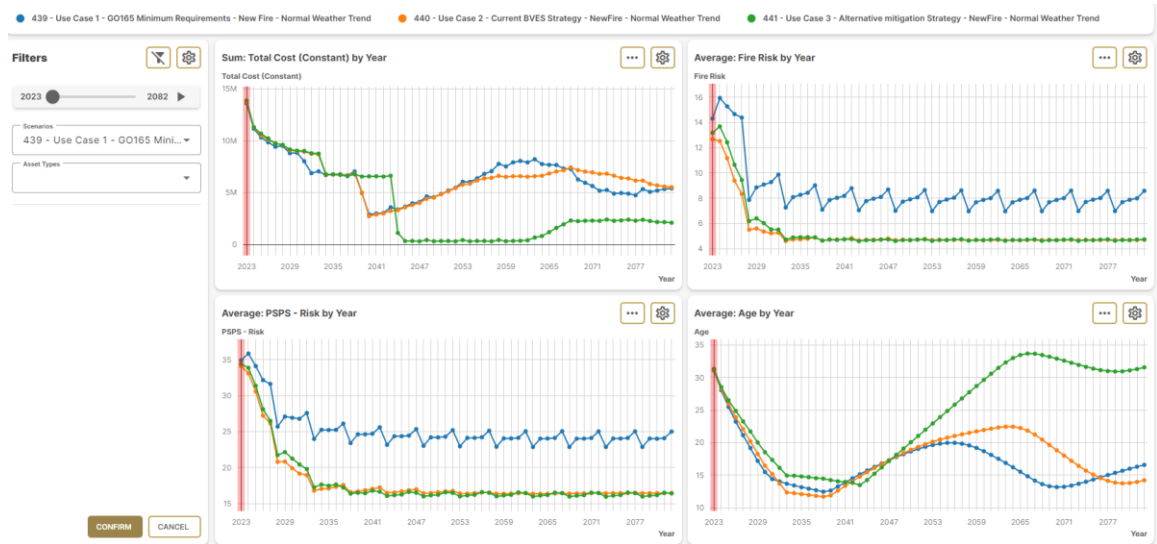 439 - Use Case 1 - GO165 Minimum Requirements - New Fire - Normal Weather Trend
440 - Use Case 2 - Current BVES Strategy - NewFire - Normal Weather Trend
441 - Use Case 3 - Alternative mitigation Strategy - NewFire - Normal Weather Trend
Filters
2023 2082
Scenarios
439 - Use Case 1 - GO165 Mini...
Asset Types
CONFIRM CANCEL
Sum: Total Cost (Constant) by Year
Total Cost (Constant)
15M
10M
5M
0
2023 2029 2035 2041 2047 2053 2059 2065 2071 2077
Year
Average: Fire Risk by Year
Fire Risk
16
14
12
10
8
6
4
2023 2029 2035 2041 2047 2053 2059 2065 2071 2077
Year
Average: PSPS - Risk by Year
PSPS - Risk
35
30
25
20
15
2023 2029 2035 2041 2047 2053 2059 2065 2071 2077
Year
Average: Age by Year
Age
35
30
25
20
15
10
2023 2029 2035 2041 2047 2053 2059 2065 2071 2077
Year